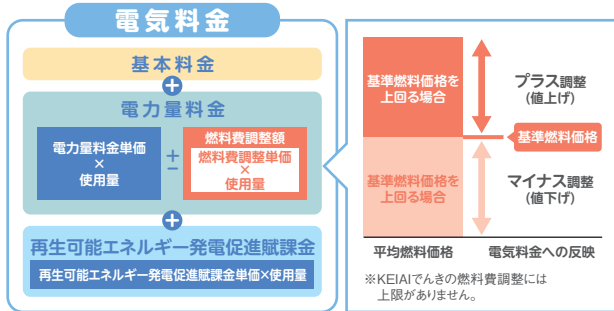 電気料金
基本料金
+
電力量料金
電力量料金単価
×
使用量
+
−
燃料費調整額
燃料費調整単価
×
使用量
+
再生可能エネルギー発電促進賦課金
再生可能エネルギー発電促進賦課金単価×使用量
基準燃料価格を
上回る場合
プラス調整
(値上げ)
基準燃料価格
基準燃料価格を
上回る場合
マイナス調整
(値下げ)
平均燃料価格
電気料金への反映
※KEIAIでんきの燃料費調整には
上限がありません。